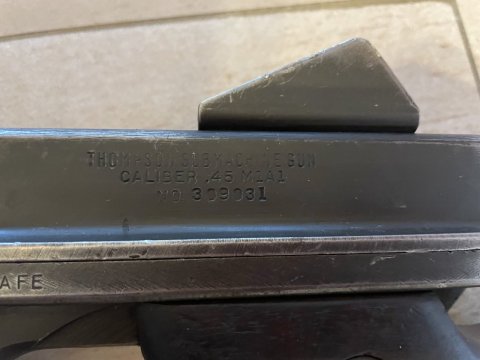 THOMPSON SUBMACHINE GUN
CALIBER .45 M1A1
NO 309031
AFE